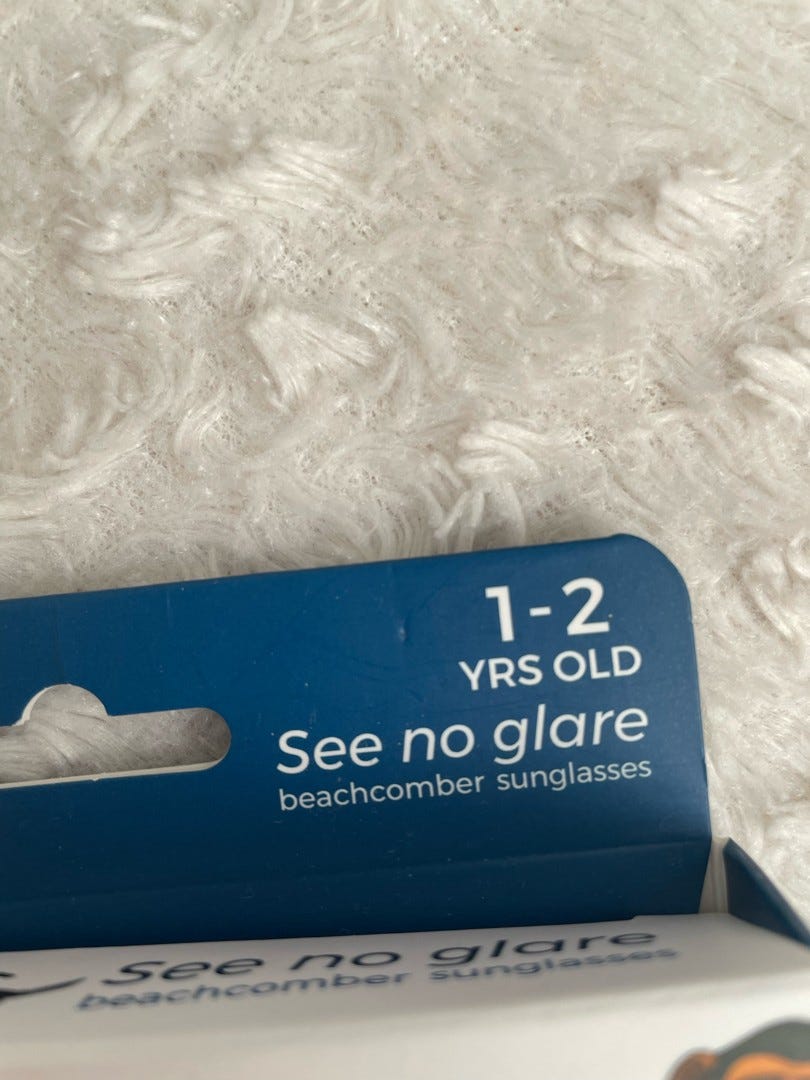 1-2
YRS OLD
See no glare
beachcomber sunglasses
See no glare
beachcomber sunglasses